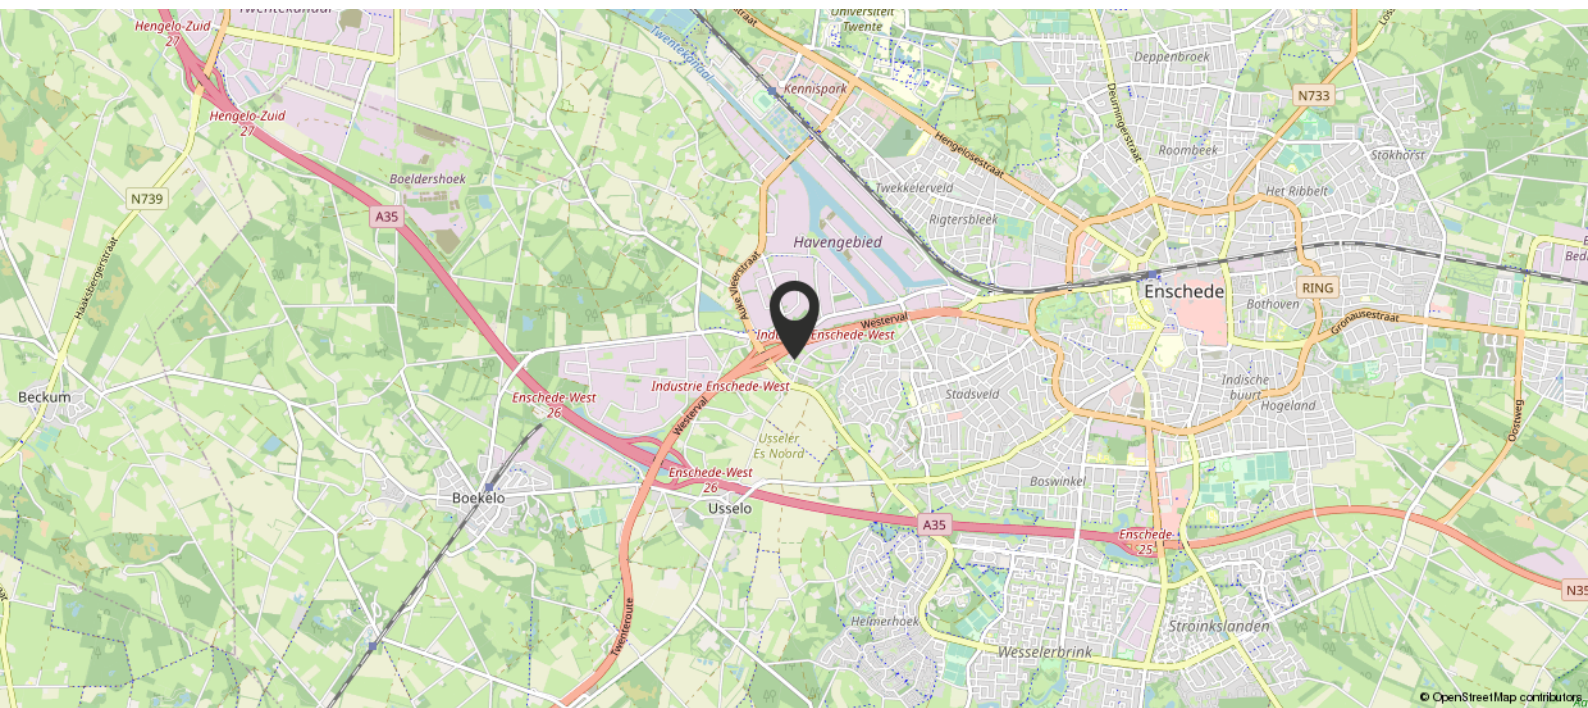 Twentekanaal
Universiteit
Twente
Hengelo-Zuid
27
Twentekanaal
Deppenbroek
Kennispark
N733
Hengelo-Zuid
27
Deurningerstraat
Hengelosestraat
Roombeek
Stokhorst
Boeldershoek
N739
Twekkelerveld
Het Ribbelt
A35
Rigtersbleek
Havengebied
Haaksbergerstraat
Auke Vleerstraat
Enschede
RING
Bothoven
Westerval
Gronausestraat
Enschede-West
Industrie Enschede-West
Enschede-West
26
Beckum
Stadsveld
Indische
buurt
Hogeland
Westerval
Oostweg
Usseler
Es Noord
Enschede-West
26
Boswinkel
Boekelo
Usselo
A35
Enschede
25
N35
Helmerhoek
Stroinkslanden
Twenteroute
Wesselerbrink
© OpenStreetMap contributors